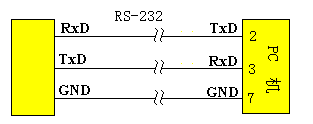 RS-232
RxD TxD 2
TxD RxD 3
GND GND 7
PC 机